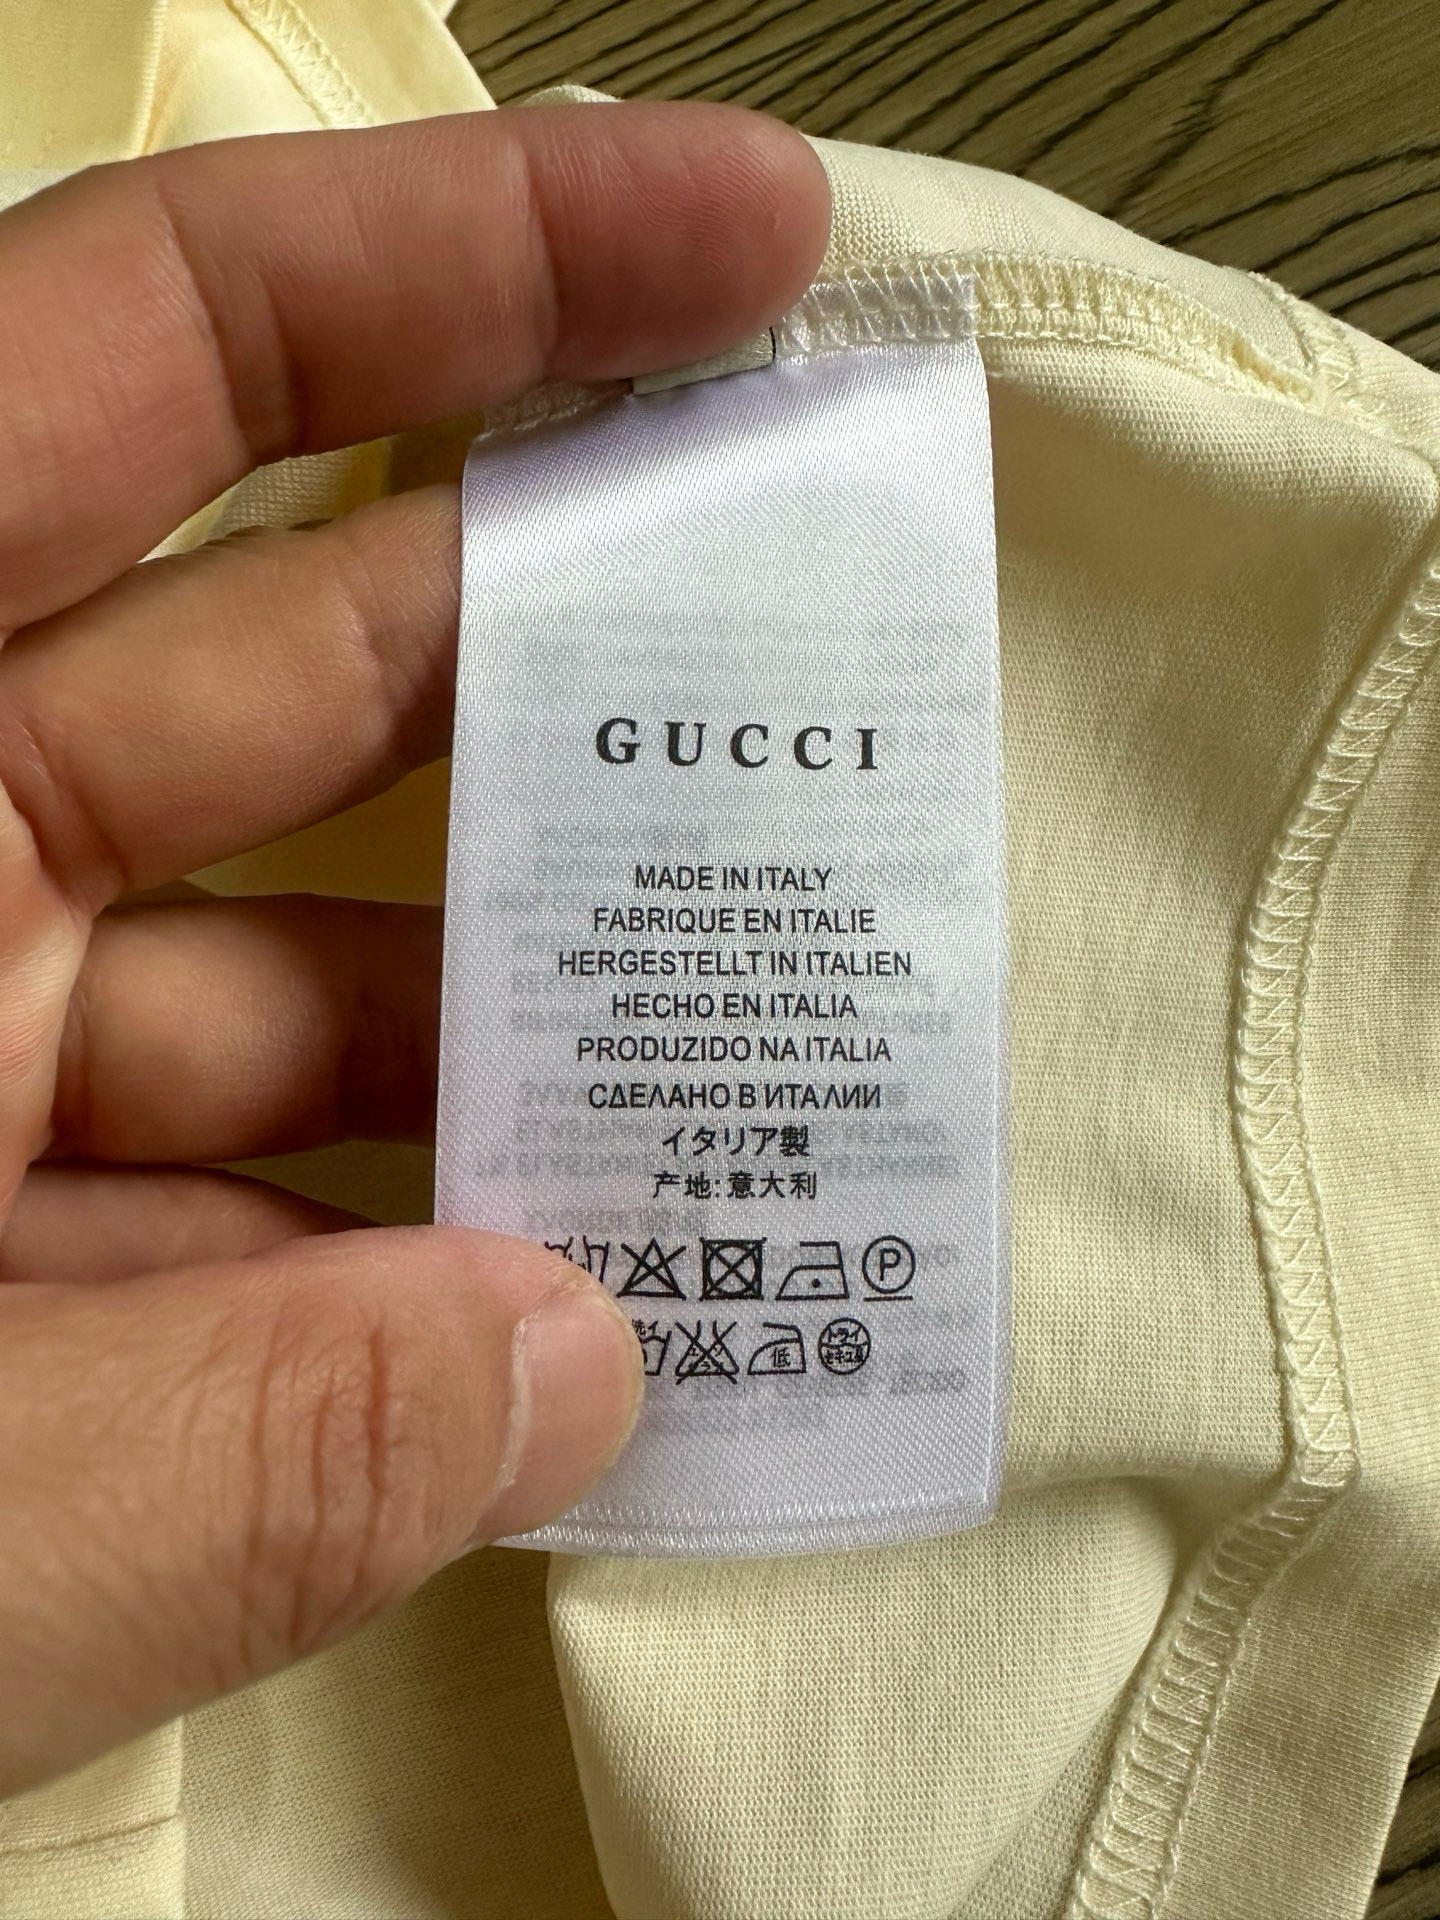 GUCCI
MADE IN ITALY
FABRIQUE EN ITALIE
HERGESTELLT IN ITALIEN
HECHO EN ITALIA
PRODUZIDO NA ITALIA
СДЕЛАНО В ИТАЛИИ
イタリア製
产地:意大利
P
低